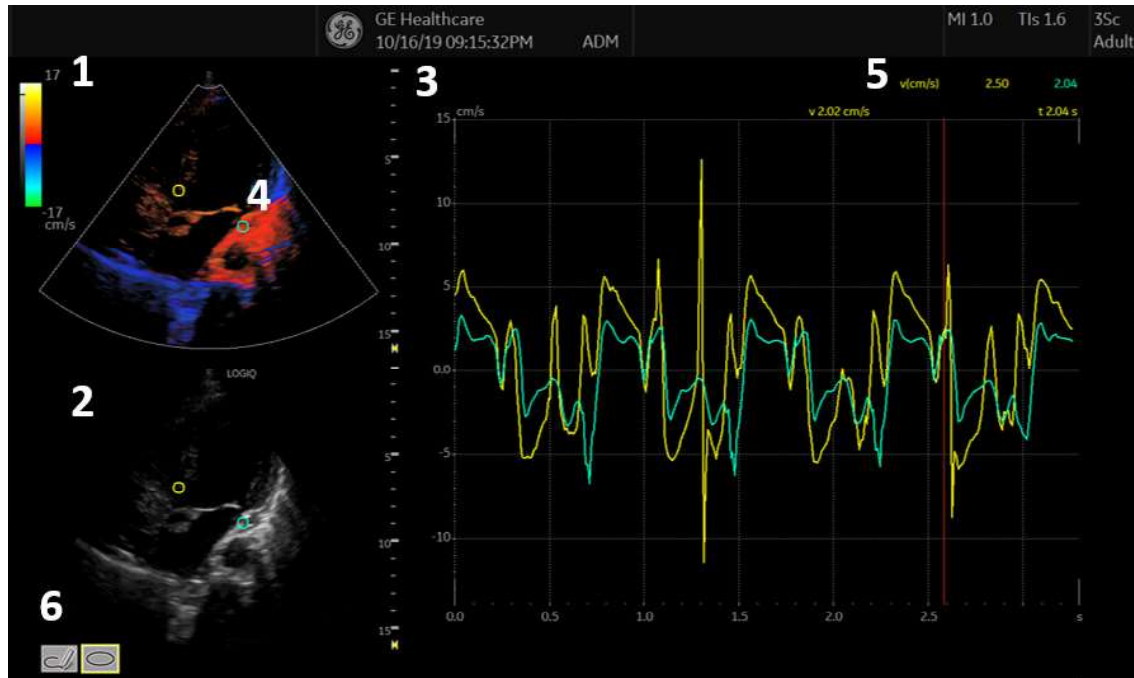 GE Healthcare
10/16/19 09:15:32PM ADM
MI 1.0 TIs 1.6 3Sc
Adult
17 1
-17
cm/s
4
5
10
15
2
LOGIQ
5
10
15
6
3 5 v(cm/s) 2.50 2.04
cm/s v 2.02 cm/s t 2.04 s
15
10
5
0.0
-5
-10
0.0 0.5 1.0 1.5 2.0 2.5 s